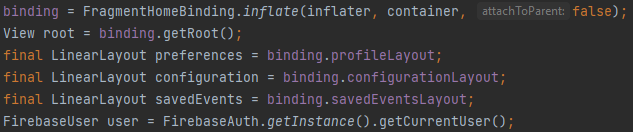 binding = FragmentHomeBinding.inflate(inflater, container, attachToParent: false);
View root = binding.getRoot();
final LinearLayout preferences = binding.profileLayout;
final LinearLayout configuration = binding.configurationLayout;
final LinearLayout savedEvents = binding.savedEventsLayout;
FirebaseUser user = FirebaseAuth.getInstance().getCurrentUser();